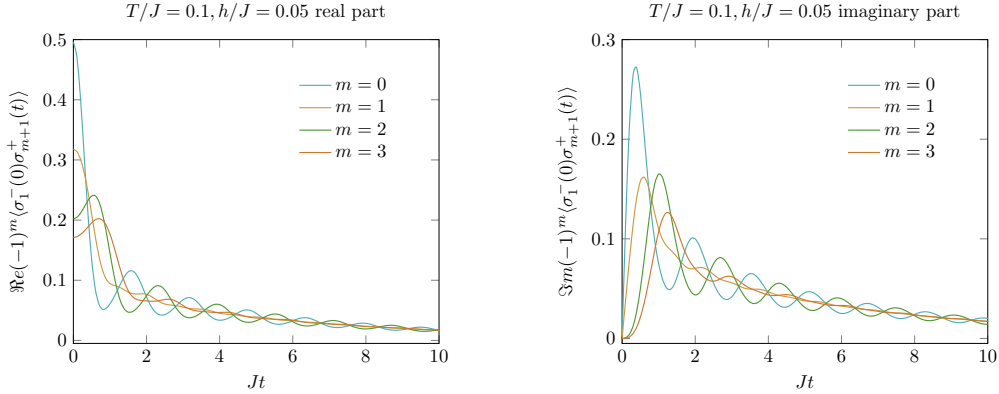 T/J = 0.1, h/J = 0.05 real part
ℜe(−1)^m⟨σ_1^−(0)σ_{m+1}^+(t)⟩
0.5
0.4
0.3
0.2
0.1
0
m = 0
m = 1
m = 2
m = 3
0 2 4 6 8 10
Jt
T/J = 0.1, h/J = 0.05 imaginary part
ℑm(−1)^m⟨σ_1^−(0)σ_{m+1}^+(t)⟩
0.3
0.2
0.1
0
m = 0
m = 1
m = 2
m = 3
0 2 4 6 8 10
Jt